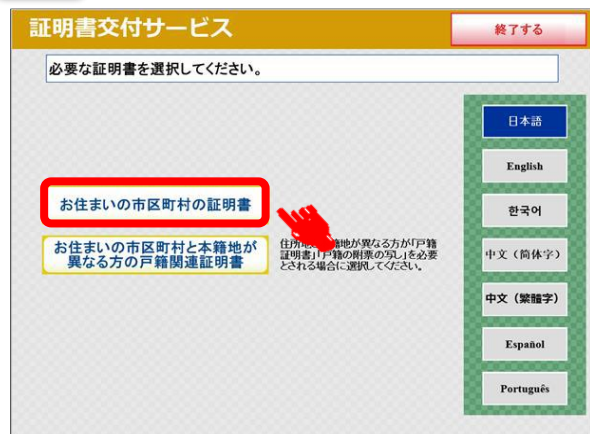 証明書交付サービス
終了する
必要な証明書を選択してください。
お住まいの市区町村の証明書
お住まいの市区町村と本籍地が
異なる方の戸籍関連証明書
住所地 籍地が異なる方が「戸籍
証明書」「戸籍の附票の写し」を必要
とされる場合に選択してください。
日本語
English
한국어
中文（简体字）
中文（繁體字）
Español
Português